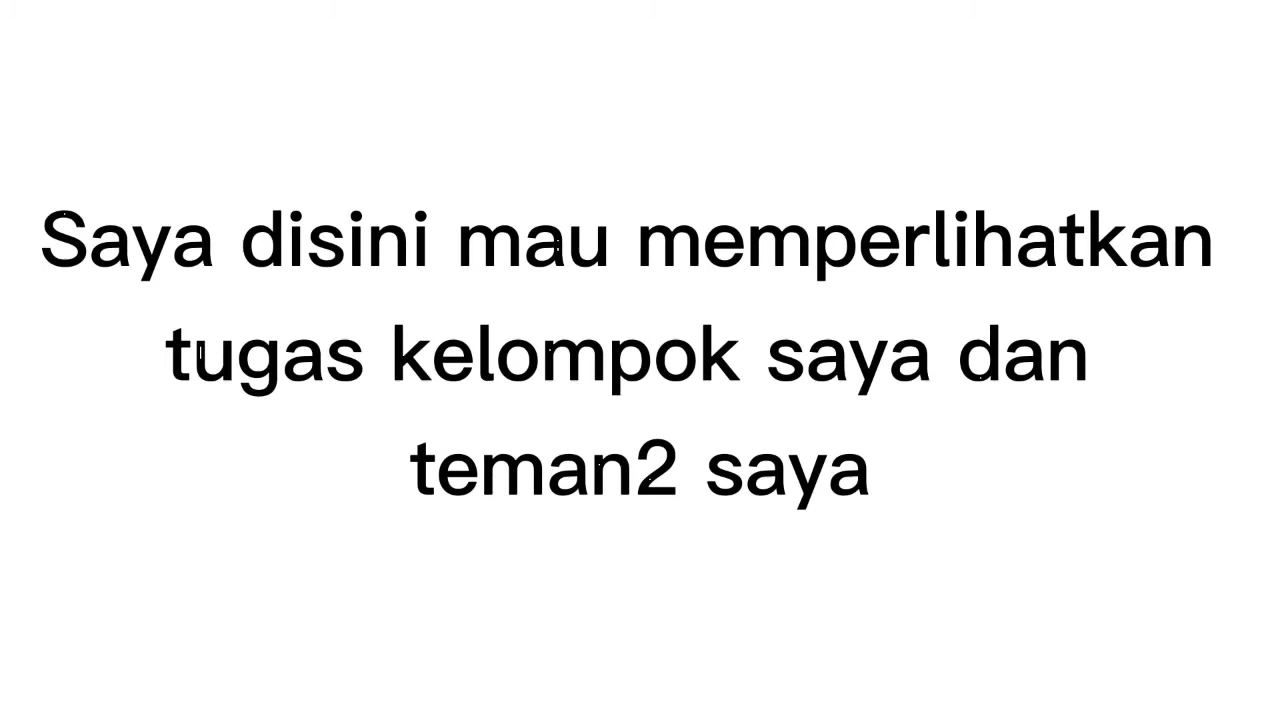 Saya disini mau memperlihatkan
tugas kelompok saya dan
teman2 saya